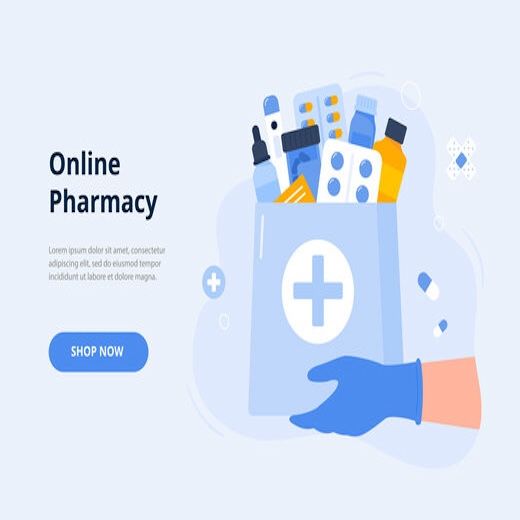 Online
Pharmacy
Lorem ipsum dolor sit amet, consectetur
adipiscing elit, sed do eiusmod tempor
incididunt ut labore et dolore magna.
SHOP NOW